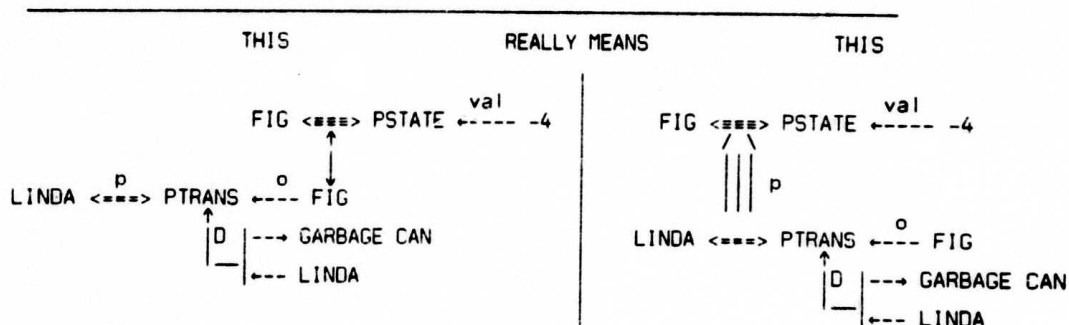 THIS REALLY MEANS THIS
val
FIG <≡≡≡> PSTATE ←----- -4
p o
LINDA <===> PTRANS ←---- FIG
D ---→ GARBAGE CAN
←--- LINDA
val
FIG <≡≡≡> PSTATE ←----- -4
p
o
LINDA <===> PTRANS ←---- FIG
D ---→ GARBAGE CAN
←--- LINDA